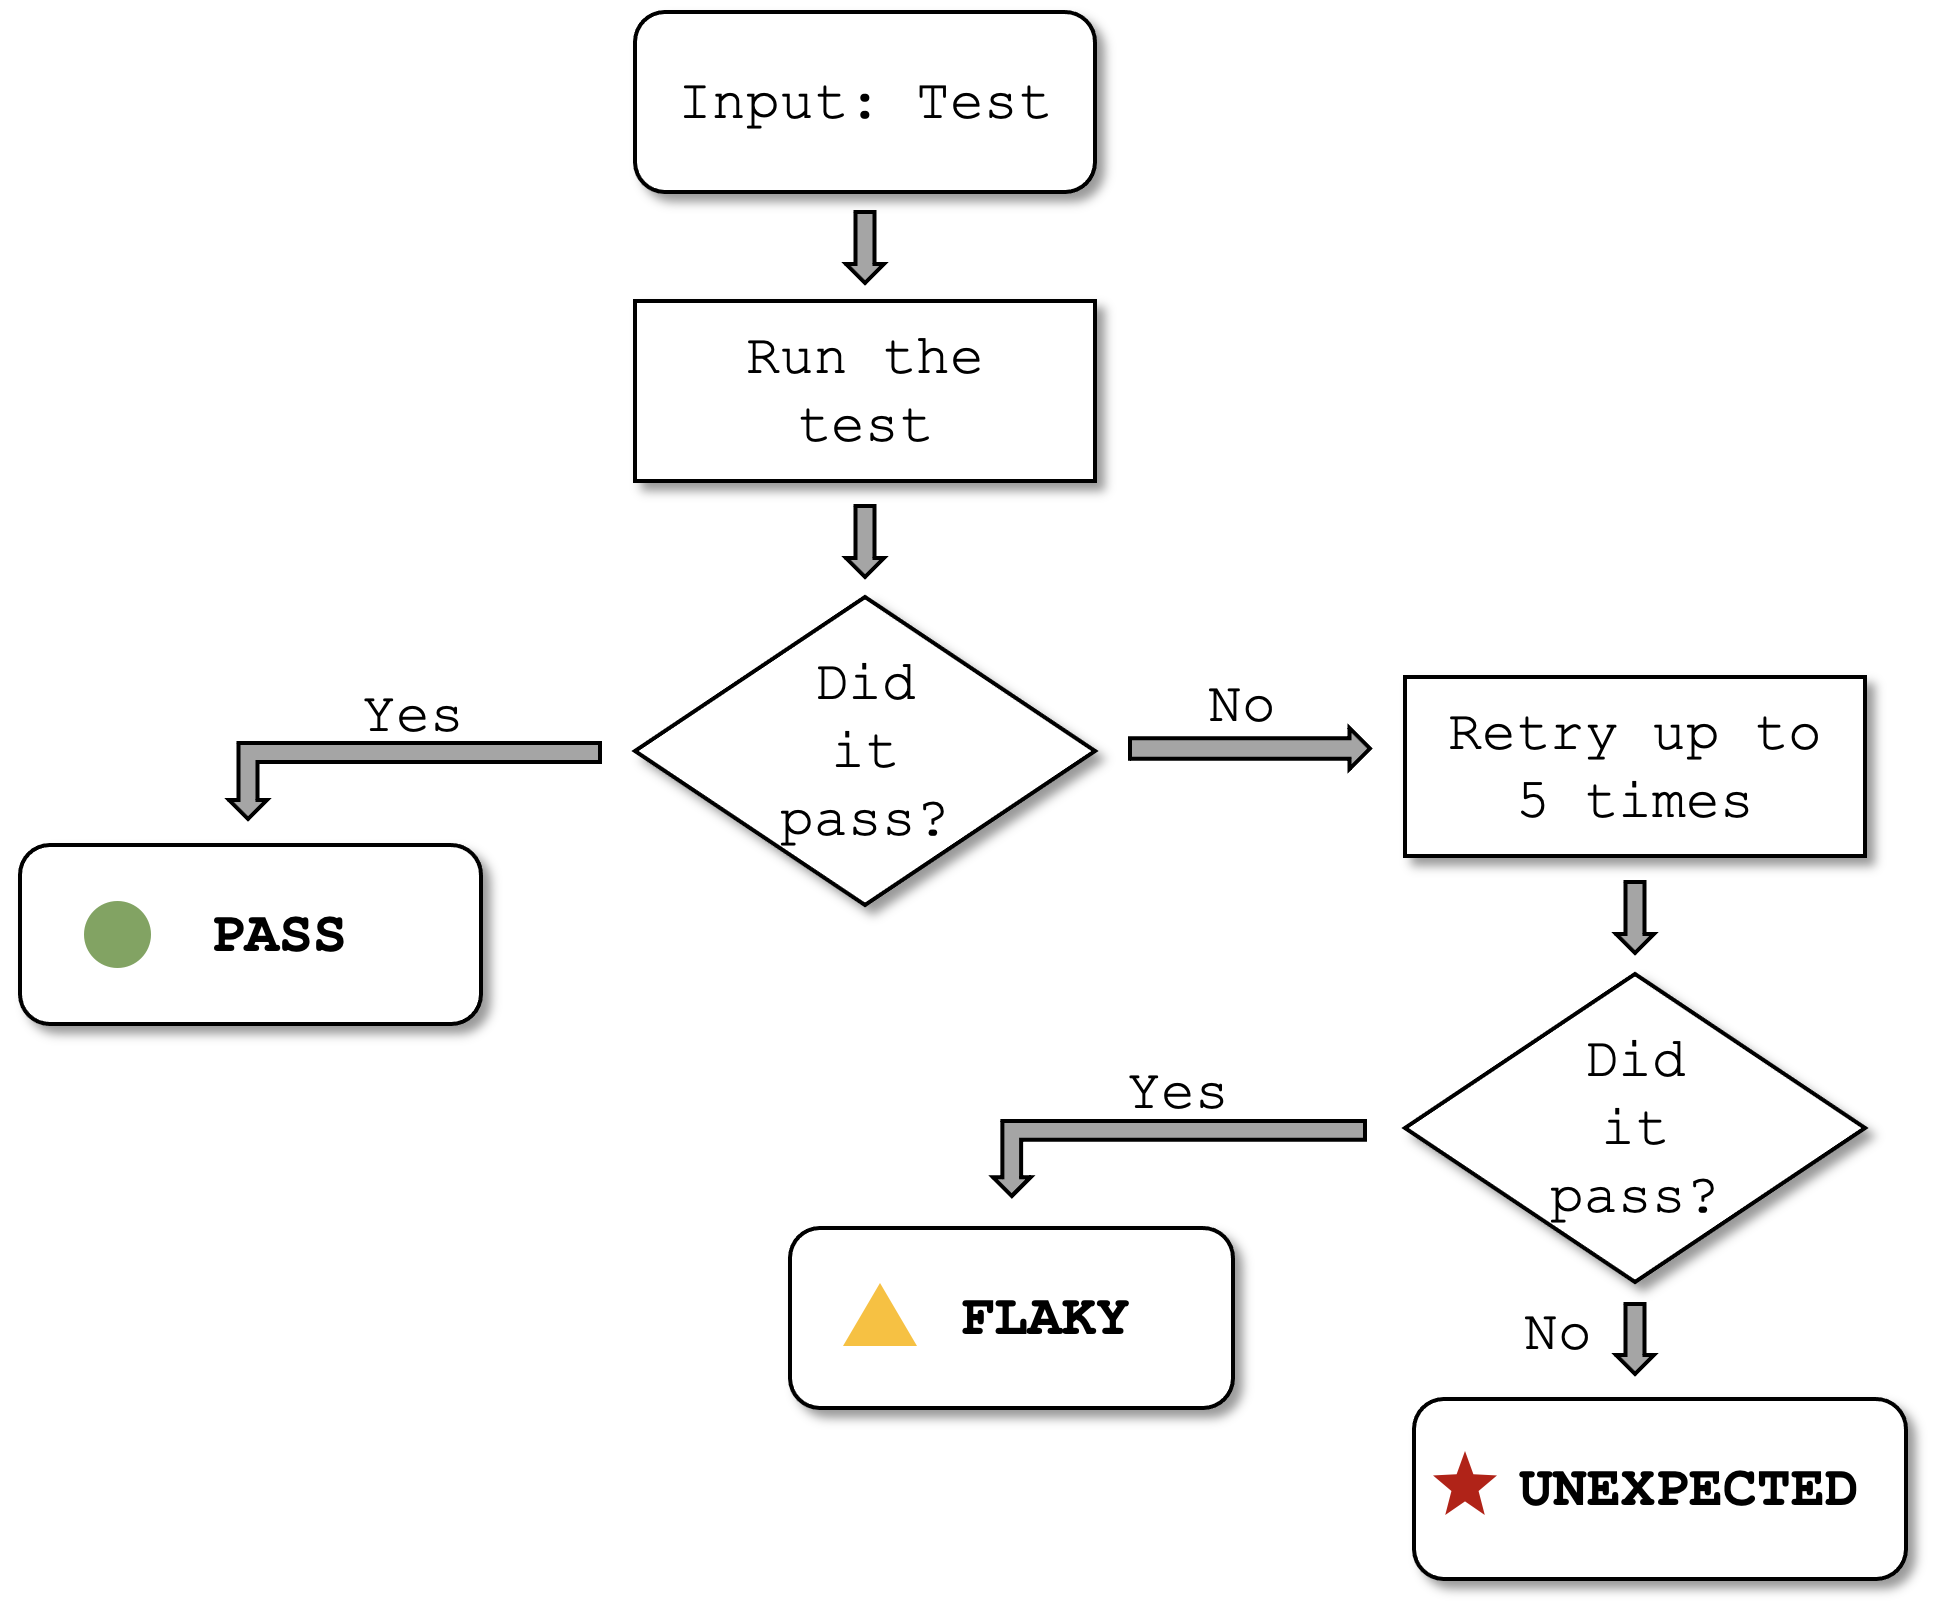 Input: Test
Run the
test
Did
it
pass?
Yes
No
PASS
Retry up to
5 times
Did
it
pass?
Yes
No
FLAKY
UNEXPECTED